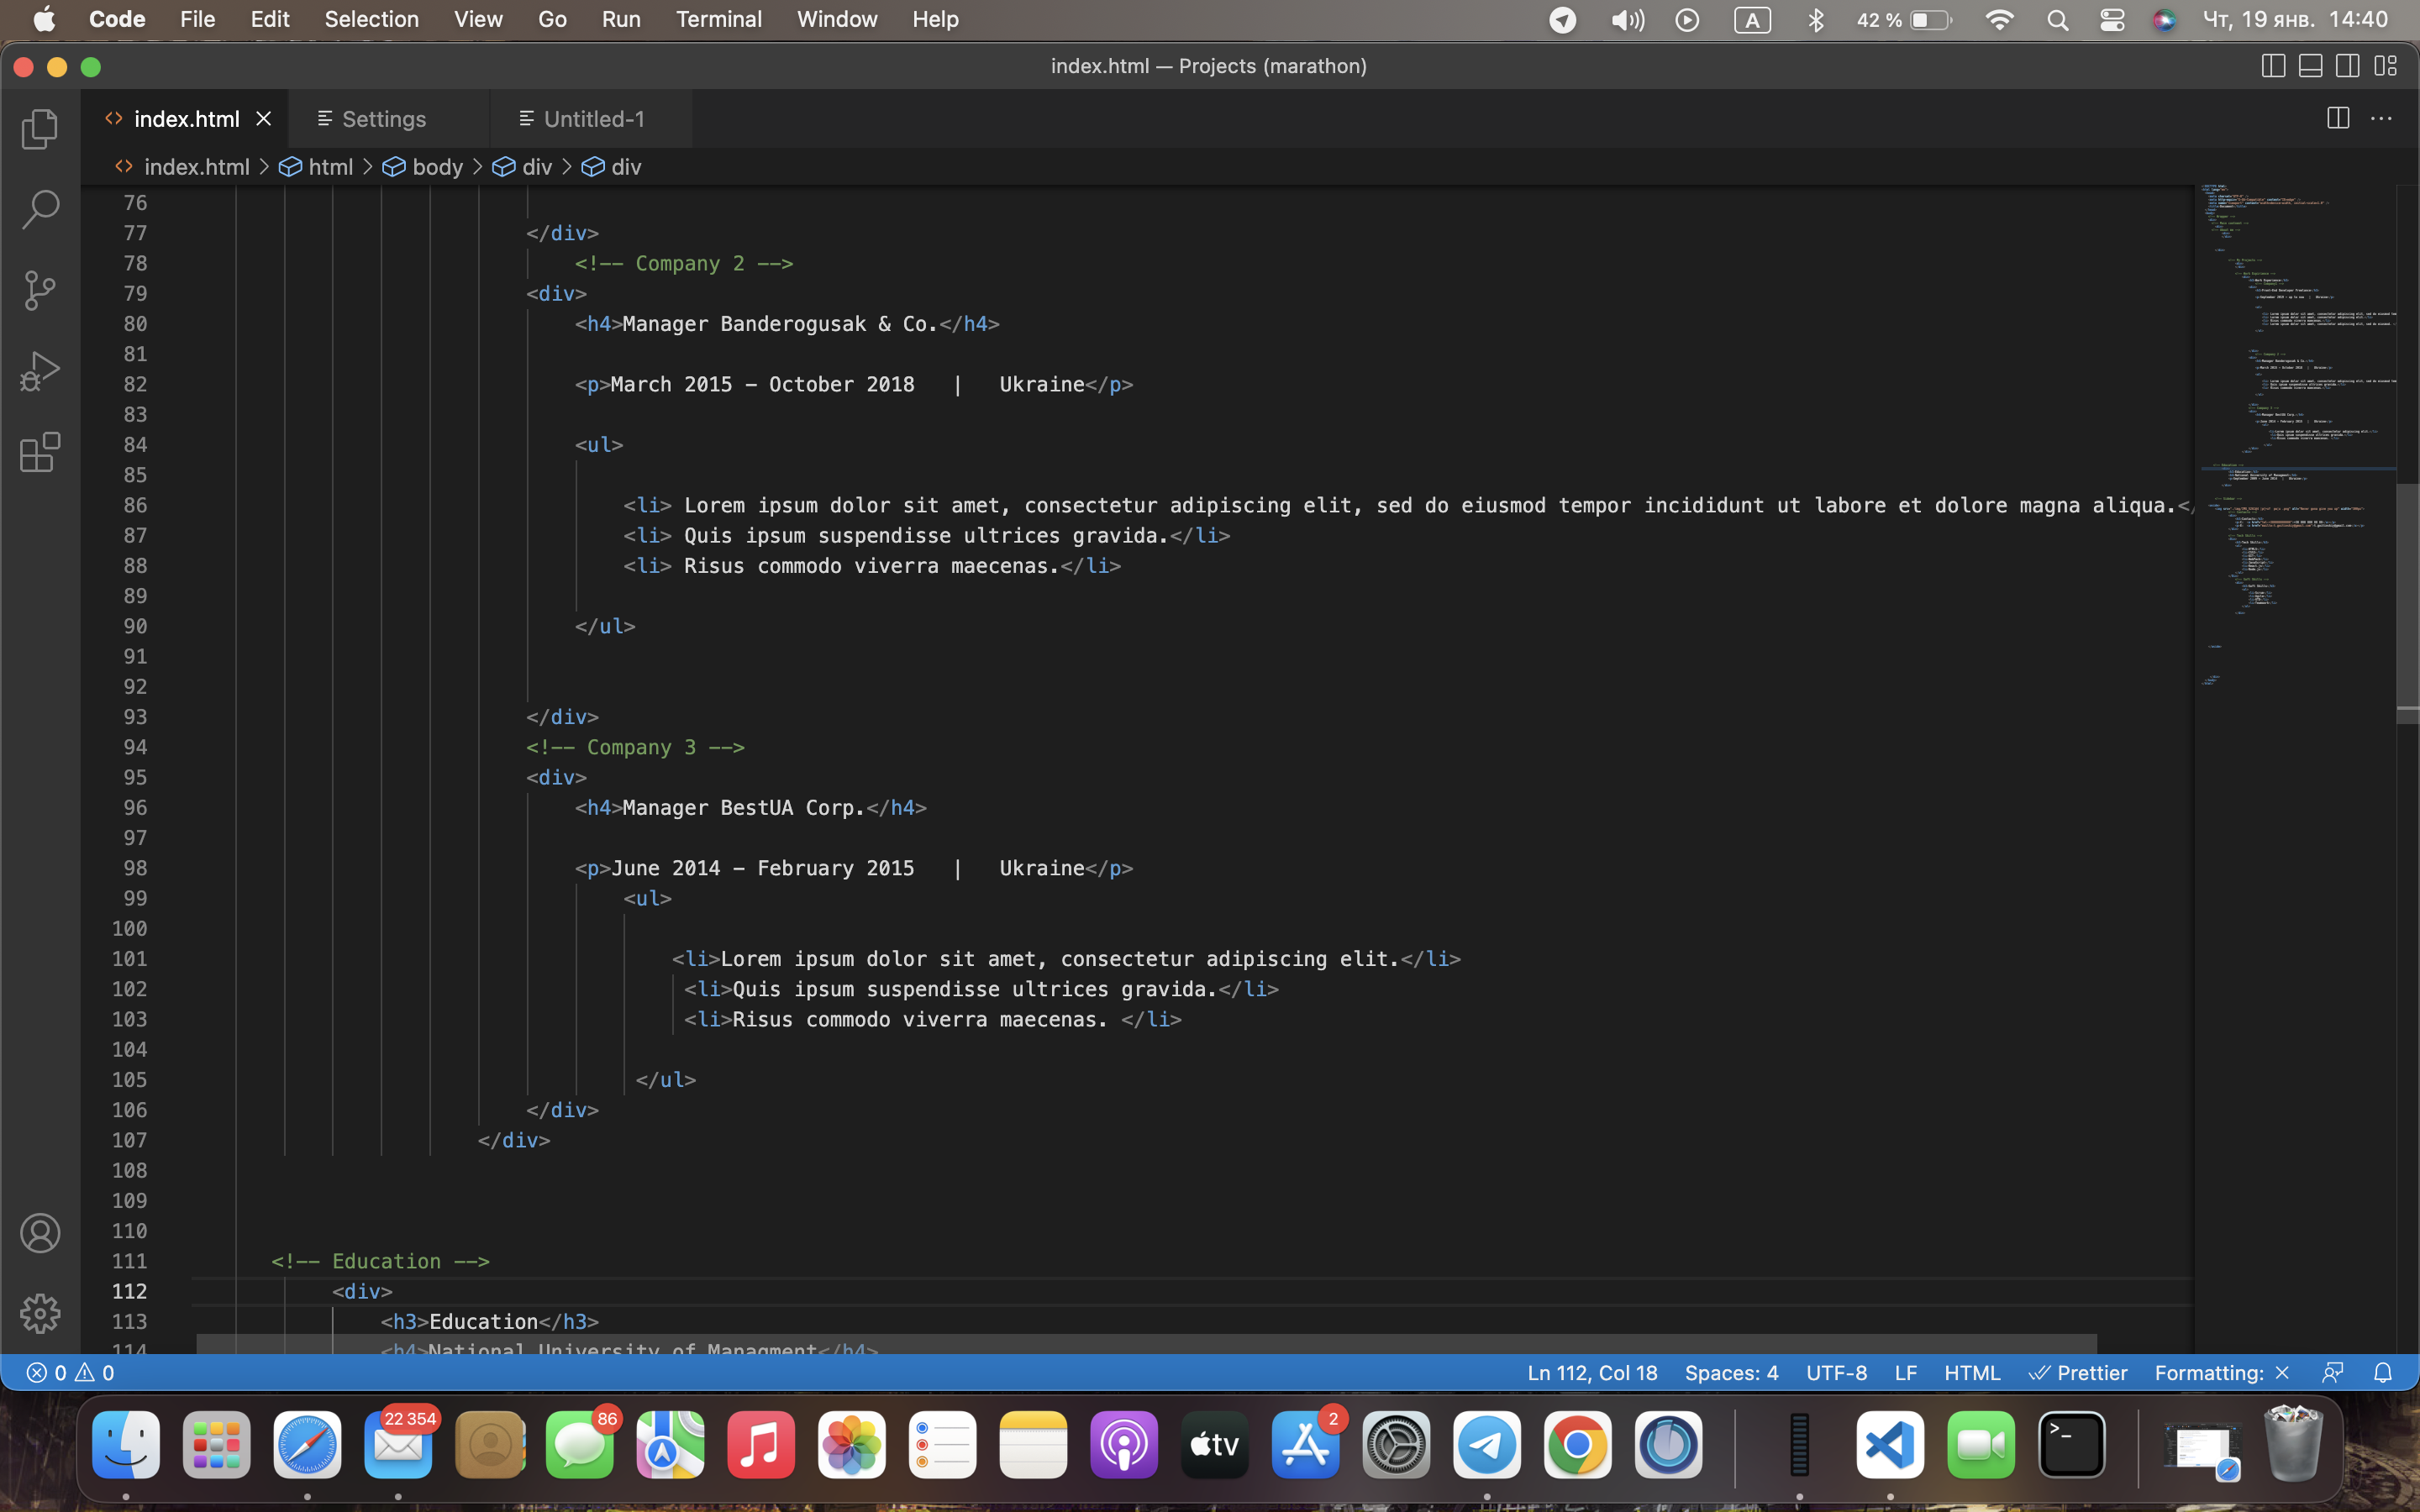 Code File Edit Selection View Go Run Terminal Window Help A 42 % Чт, 19 янв. 14:40
index.html — Projects (marathon)
index.html Settings Untitled-1
index.html > html > body > div > div
76
77 </div>
78 <!-- Company 2 -->
79 <div>
80 <h4>Manager Banderogusak & Co.</h4>
81
82 <p>March 2015 – October 2018 | Ukraine</p>
83
84 <ul>
85
86 <li> Lorem ipsum dolor sit amet, consectetur adipiscing elit, sed do eiusmod tempor incididunt ut labore et dolore magna aliqua.</
87 <li> Quis ipsum suspendisse ultrices gravida.</li>
88 <li> Risus commodo viverra maecenas.</li>
89
90 </ul>
91
92
93 </div>
94 <!-- Company 3 -->
95 <div>
96 <h4>Manager BestUA Corp.</h4>
97
98 <p>June 2014 – February 2015 | Ukraine</p>
99 <ul>
100
101 <li>Lorem ipsum dolor sit amet, consectetur adipiscing elit.</li>
102 <li>Quis ipsum suspendisse ultrices gravida.</li>
103 <li>Risus commodo viverra maecenas. </li>
104
105 </ul>
106 </div>
107 </div>
108
109
110
111 <!-- Education -->
112 <div>
113 <h3>Education</h3>
114 <h4>National University of Managment</h4>
0 0 Ln 112, Col 18 Spaces: 4 UTF-8 LF HTML Prettier Formatting: ×
22 354 86 tv 2 >_